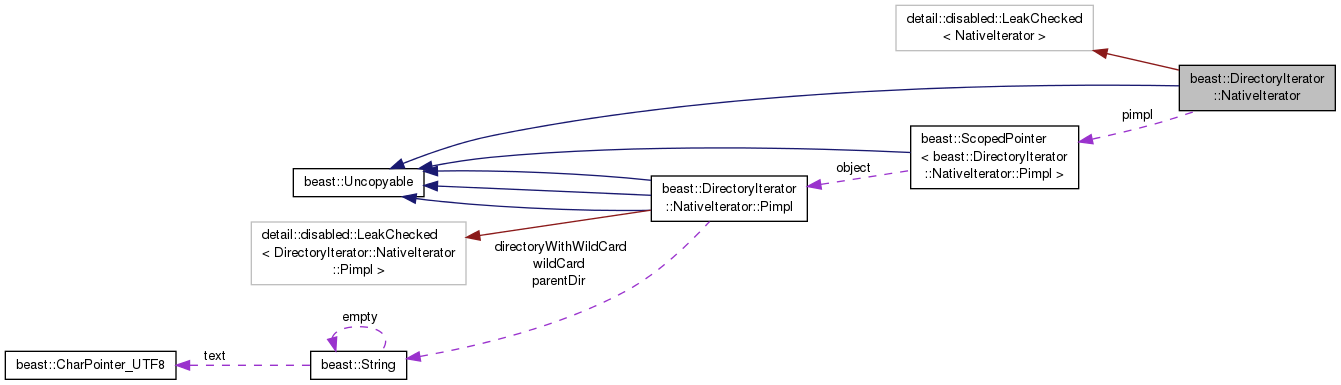 detail::disabled::LeakChecked
< NativeIterator >
beast::DirectoryIterator
::NativeIterator
pimpl
beast::ScopedPointer
< beast::DirectoryIterator
::NativeIterator::Pimpl >
object
beast::Uncopyable
beast::DirectoryIterator
::NativeIterator::Pimpl
detail::disabled::LeakChecked
< DirectoryIterator::NativeIterator
::Pimpl >
directoryWithWildCard
wildCard
parentDir
empty
text
beast::CharPointer_UTF8
beast::String